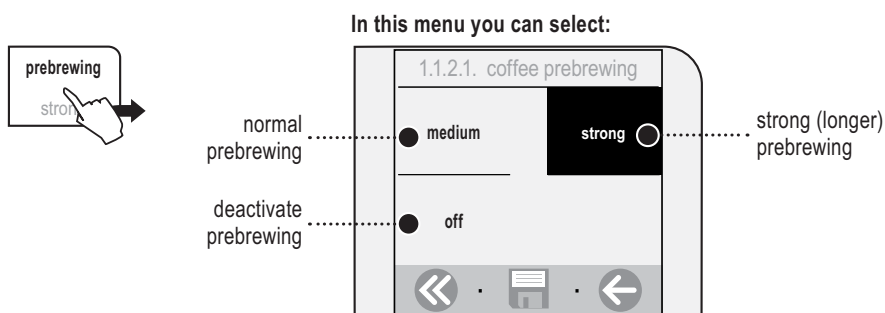 In this menu you can select:
prebrewing
1.1.2.1. coffee prebrewing
normal
prebrewing
medium
strong
strong (longer)
prebrewing
deactivate
prebrewing
off